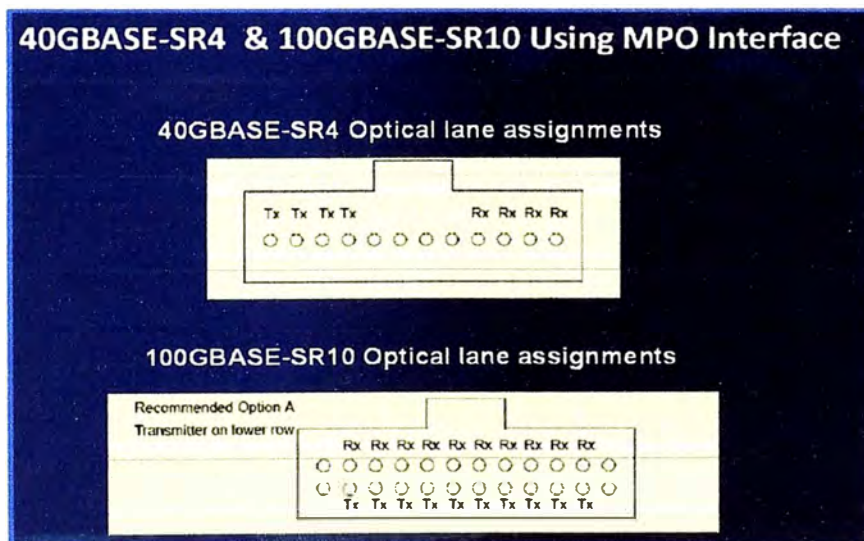 40GBASE-SR4 & 100GBASE-SR10 Using MPO Interface
40GBASE-SR4 Optical lane assignments
Tx Tx Tx Tx Rx Rx Rx Rx
100GBASE-SR10 Optical lane assignments
Recommended Option A
Transmitter on lower row
Rx Rx Rx Rx Rx Rx Rx Rx Rx Rx
Tx Tx Tx Tx Tx Tx Tx Tx Tx Tx